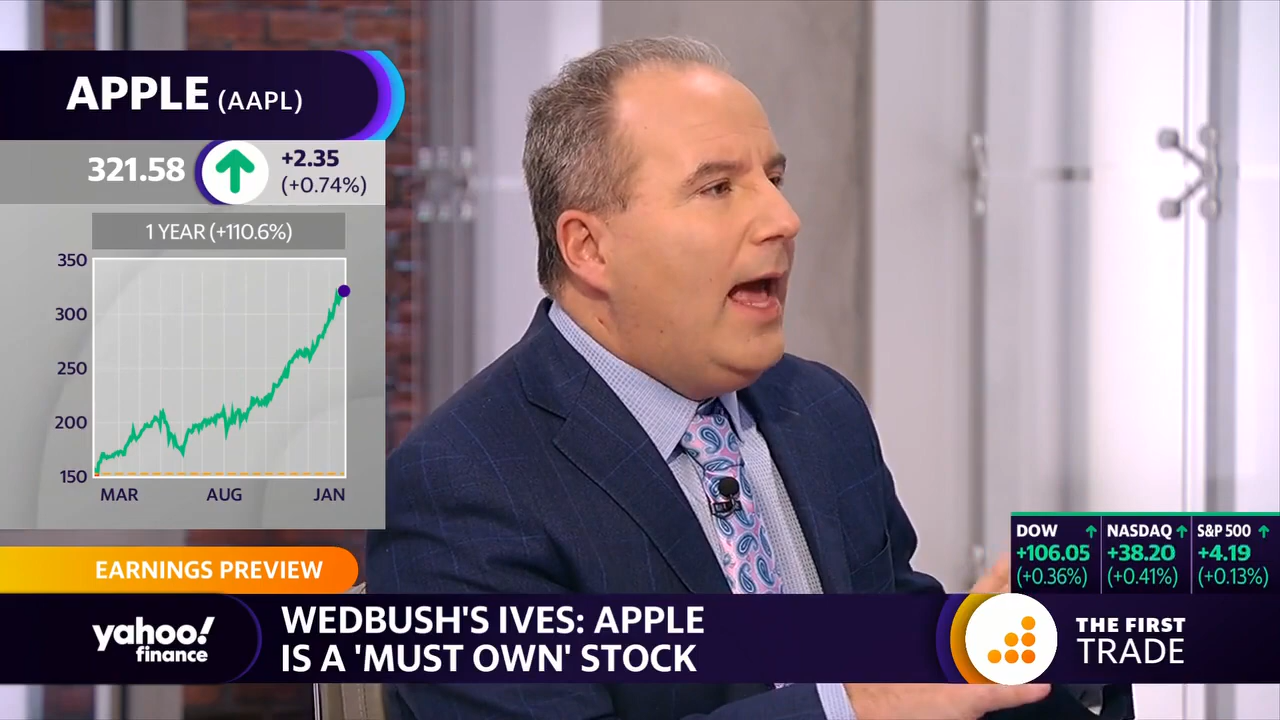 APPLE (AAPL)
321.58
+2.35
(+0.74%)
1 YEAR (+110.6%)
350
300
250
200
150
MAR AUG JAN
EARNINGS PREVIEW
yahoo!
finance
WEDBUSH'S IVES: APPLE
IS A 'MUST OWN' STOCK
DOW NASDAQ S&P 500
+106.05 +38.20 +4.19
(+0.36%) (+0.41%) (+0.13%)
THE FIRST
TRADE